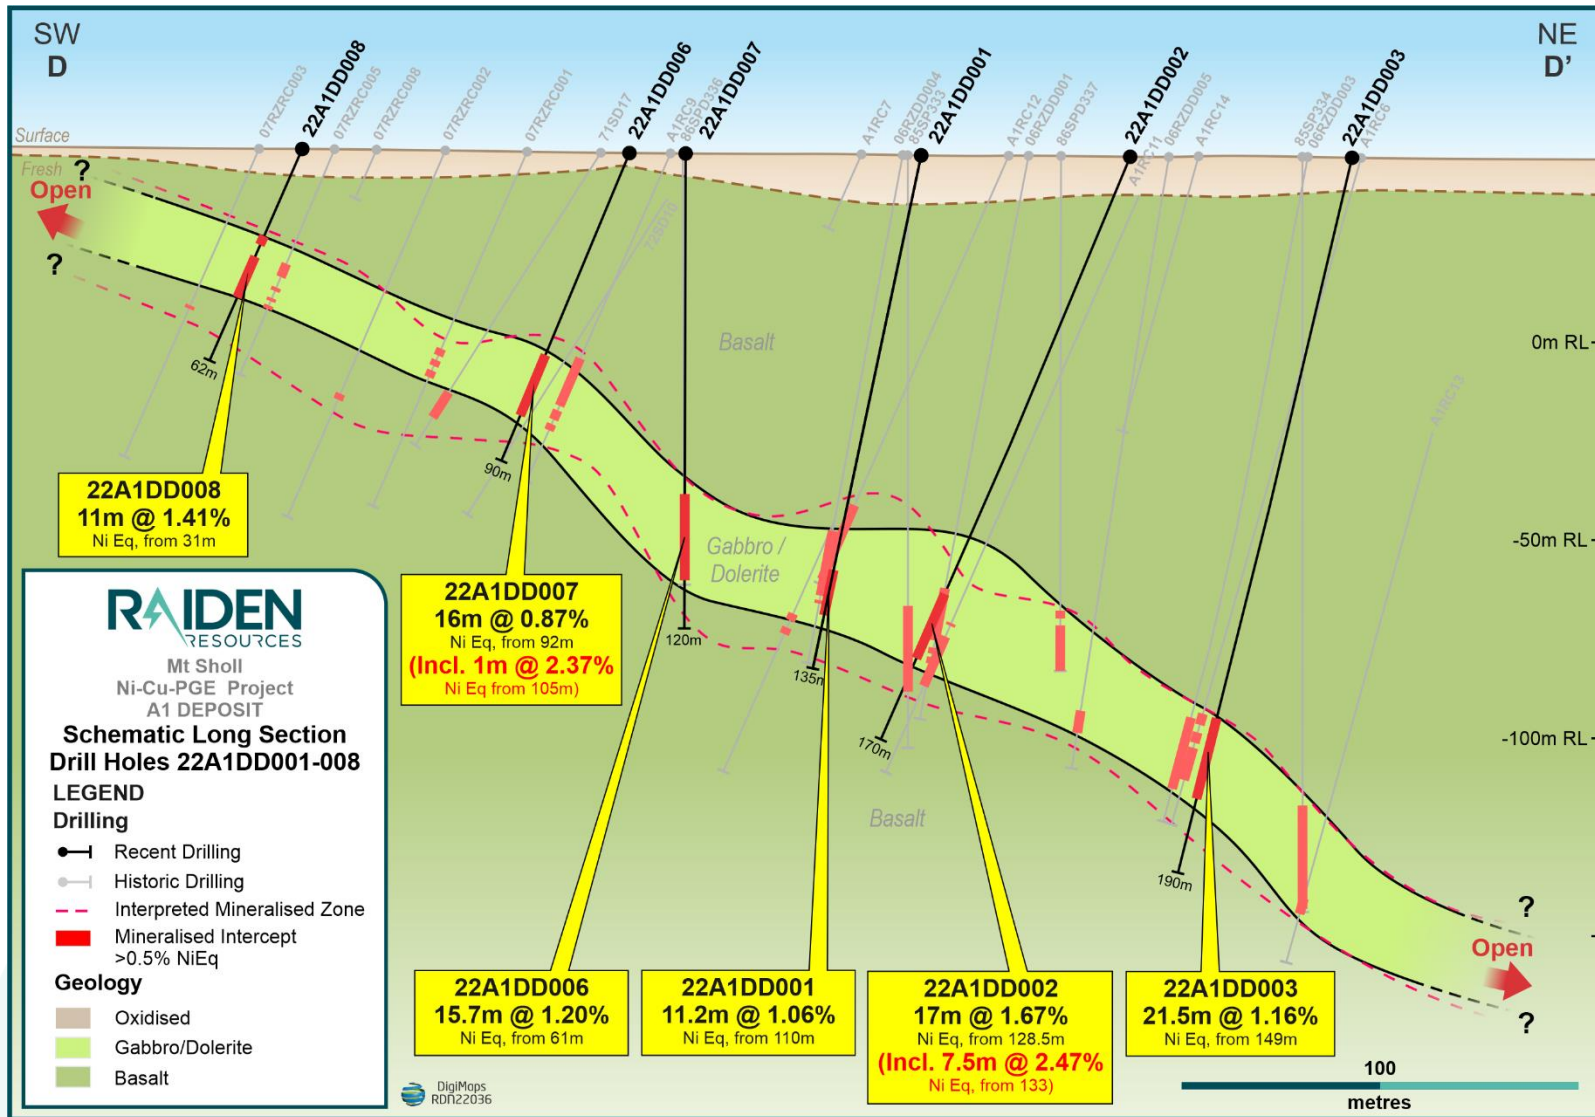 SW
D
NE
D'
07RZRC003
22A1DD008
07RZRC005
07RZRC008
07RZRC002
07RZRC001
71SD17
22A1DD006
A1RC9
86SPD336
22A1DD007
A1RC7
06RZDD004
85SP333
22A1DD001
A1RC12
06RZDD001
86SPD337
22A1DD002
A1RC11
06RZDD005
A1RC14
85SP334
06RZDD003
22A1DD003
A1RC6
Surface
Fresh
?
Open
?
Basalt
0m RL
62m
A1RC13
90m
22A1DD008
11m @ 1.41%
Ni Eq, from 31m
-50m RL
Gabbro /
Dolerite
22A1DD007
16m @ 0.87%
Ni Eq, from 92m
(Incl. 1m @ 2.37%
Ni Eq from 105m)
120m
135m
170m
-100m RL
Basalt
190m
?
Open
?
RAIDEN
RESOURCES
Mt Sholl
Ni-Cu-PGE Project
A1 DEPOSIT
Schematic Long Section
Drill Holes 22A1DD001-008
LEGEND
Drilling
Recent Drilling
Historic Drilling
Interpreted Mineralised Zone
Mineralised Intercept
>0.5% NiEq
Geology
Oxidised
Gabbro/Dolerite
Basalt
22A1DD006
15.7m @ 1.20%
Ni Eq, from 61m
22A1DD001
11.2m @ 1.06%
Ni Eq, from 110m
22A1DD002
17m @ 1.67%
Ni Eq, from 128.5m
(Incl. 7.5m @ 2.47%
Ni Eq, from 133)
22A1DD003
21.5m @ 1.16%
Ni Eq, from 149m
DigiMaps
RDN22036
100
metres